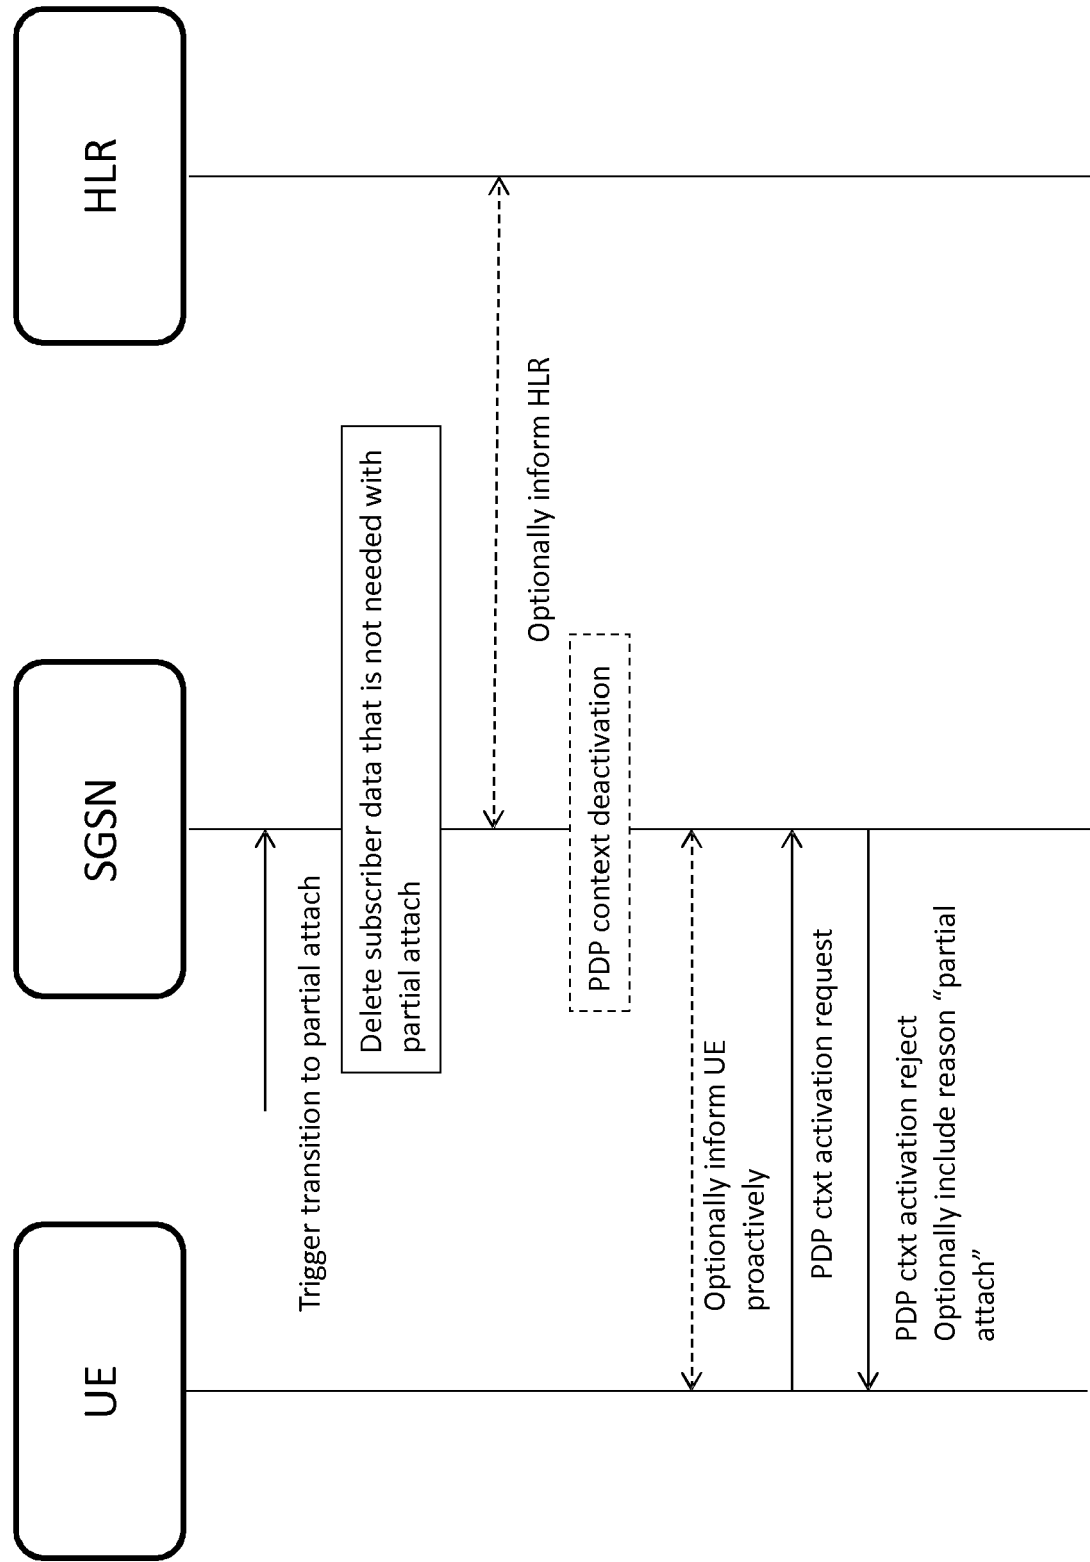 UE
SGSN
HLR
Trigger transition to partial attach
Delete subscriber data that is not needed with
partial attach
Optionally inform HLR
PDP context deactivation
Optionally inform UE
proactively
PDP ctxt activation request
PDP ctxt activation reject
Optionally include reason “partial
attach”